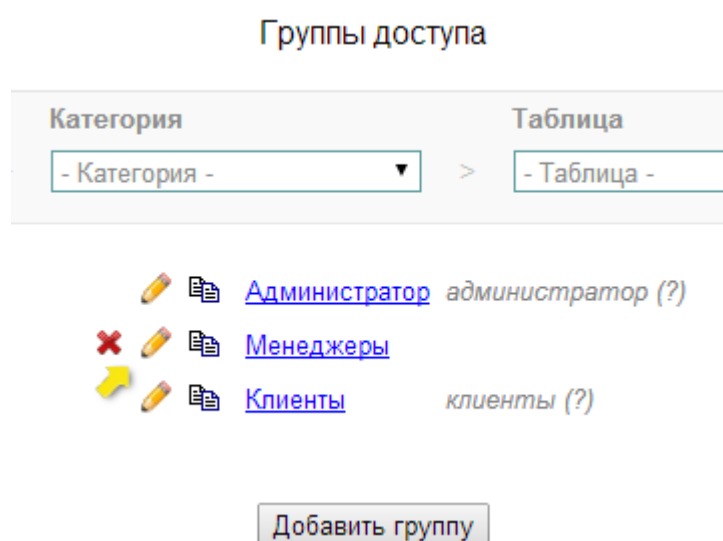 Группы доступа
Категория Таблица
- Категория - > - Таблица -
Администратор администратор (?)
Менеджеры
Клиенты клиенты (?)
Добавить группу